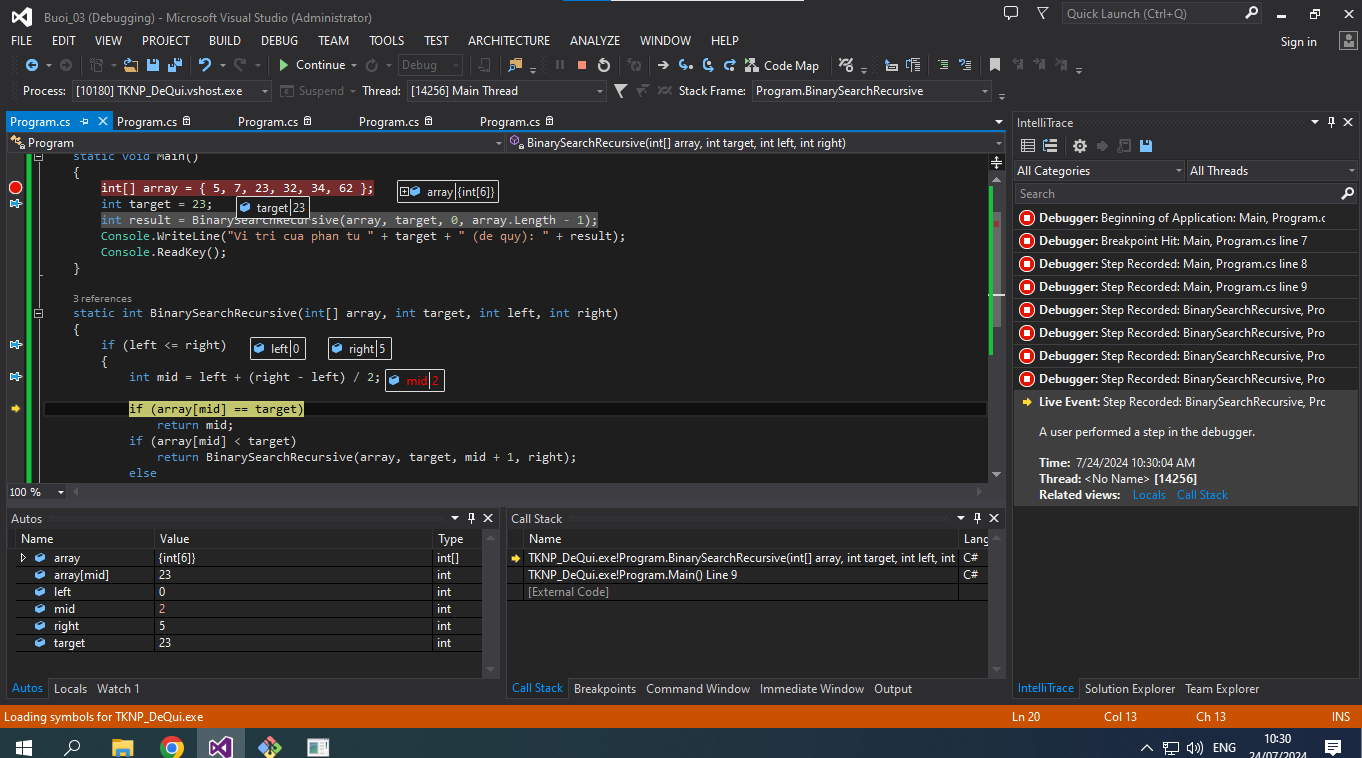 Buoi_03 (Debugging) - Microsoft Visual Studio (Administrator)
Quick Launch (Ctrl+Q)
FILE EDIT VIEW PROJECT BUILD DEBUG TEAM TOOLS TEST ARCHITECTURE ANALYZE WINDOW HELP
Sign in
Continue Debug Code Map
Process: [10180] TKNP_DeQui.vshost.exe Suspend Thread: [14256] Main Thread Stack Frame: Program.BinarySearchRecursive
Program.cs Program.cs Program.cs Program.cs Program.cs
Program BinarySearchRecursive(int[] array, int target, int left, int right)
static void Main()
{
int[] array = { 5, 7, 23, 32, 34, 62 }; array {int[6]}
int target = 23; target 23
int result = BinarySearchRecursive(array, target, 0, array.Length - 1);
Console.WriteLine("Vi tri cua phan tu " + target + " (de quy): " + result);
Console.ReadKey();
}
3 references
static int BinarySearchRecursive(int[] array, int target, int left, int right)
{
if (left <= right) left 0 right 5
{
int mid = left + (right - left) / 2; mid 2
if (array[mid] == target)
return mid;
if (array[mid] < target)
return BinarySearchRecursive(array, target, mid + 1, right);
else
100 %
Autos
Name Value Type
array {int[6]} int[]
array[mid] 23 int
left 0 int
mid 2 int
right 5 int
target 23 int
Autos Locals Watch 1
Call Stack
Name Lang
TKNP_DeQui.exe!Program.BinarySearchRecursive(int[] array, int target, int left, int C#
TKNP_DeQui.exe!Program.Main() Line 9 C#
[External Code]
Call Stack Breakpoints Command Window Immediate Window Output
IntelliTrace
All Categories All Threads
Search
Debugger: Beginning of Application: Main, Program.c
Debugger: Breakpoint Hit: Main, Program.cs line 7
Debugger: Step Recorded: Main, Program.cs line 8
Debugger: Step Recorded: Main, Program.cs line 9
Debugger: Step Recorded: BinarySearchRecursive, Pro
Debugger: Step Recorded: BinarySearchRecursive, Pro
Debugger: Step Recorded: BinarySearchRecursive, Pro
Debugger: Step Recorded: BinarySearchRecursive, Pro
Live Event: Step Recorded: BinarySearchRecursive, Prc
A user performed a step in the debugger.
Time: 7/24/2024 10:30:04 AM
Thread: <No Name> [14256]
Related views: Locals Call Stack
IntelliTrace Solution Explorer Team Explorer
Loading symbols for TKNP_DeQui.exe Ln 20 Col 13 Ch 13 INS
ENG
10:30
24/07/2024